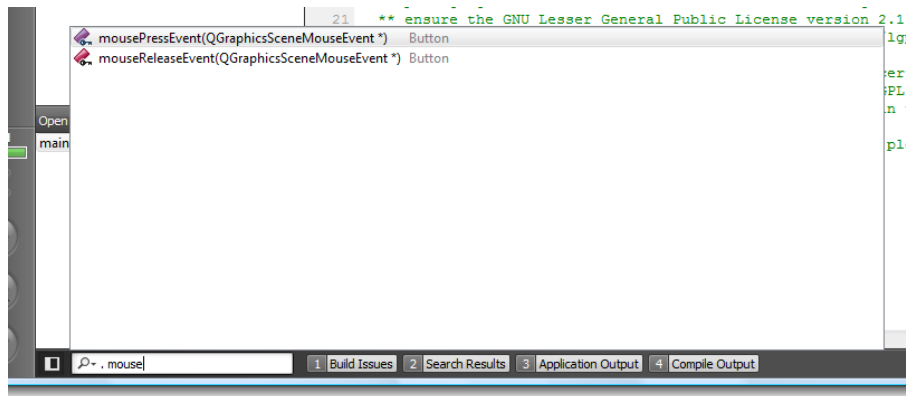 21 ** ensure the GNU Lesser General Public License version 2.1
mousePressEvent(QGraphicsSceneMouseEvent *) Button
mouseReleaseEvent(QGraphicsSceneMouseEvent *) Button
Open
main
. mouse
1 Build Issues 2 Search Results 3 Application Output 4 Compile Output